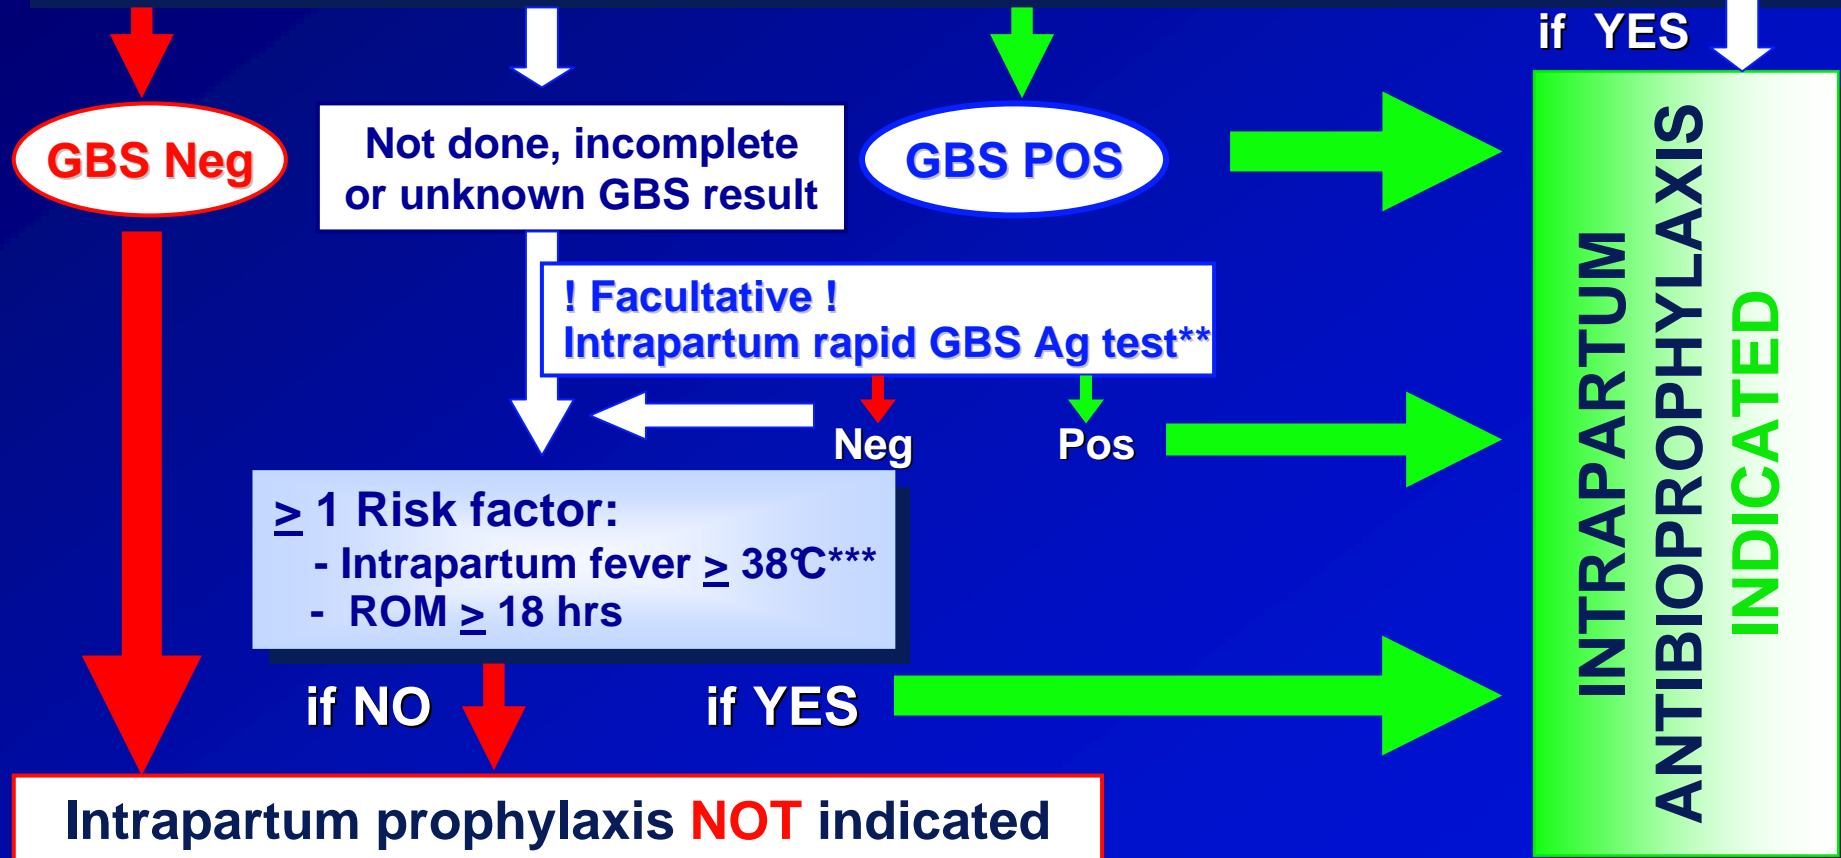 if YES
GBS Neg
Not done, incomplete
or unknown GBS result
GBS POS
! Facultative !
Intrapartum rapid GBS Ag test**
Neg
Pos
≥ 1 Risk factor:
- Intrapartum fever ≥ 38°C***
- ROM ≥ 18 hrs
if NO
if YES
Intrapartum prophylaxis NOT indicated
INTRAPARTUM
ANTIBIOPROPHYLAXIS
INDICATED